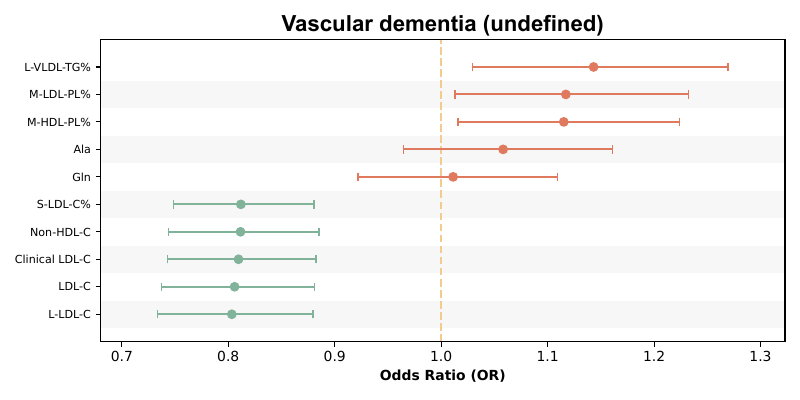 Vascular dementia (undefined)
L-VLDL-TG%
M-LDL-PL%
M-HDL-PL%
Ala
Gln
S-LDL-C%
Non-HDL-C
Clinical LDL-C
LDL-C
L-LDL-C
0.7 0.8 0.9 1.0 1.1 1.2 1.3
Odds Ratio (OR)